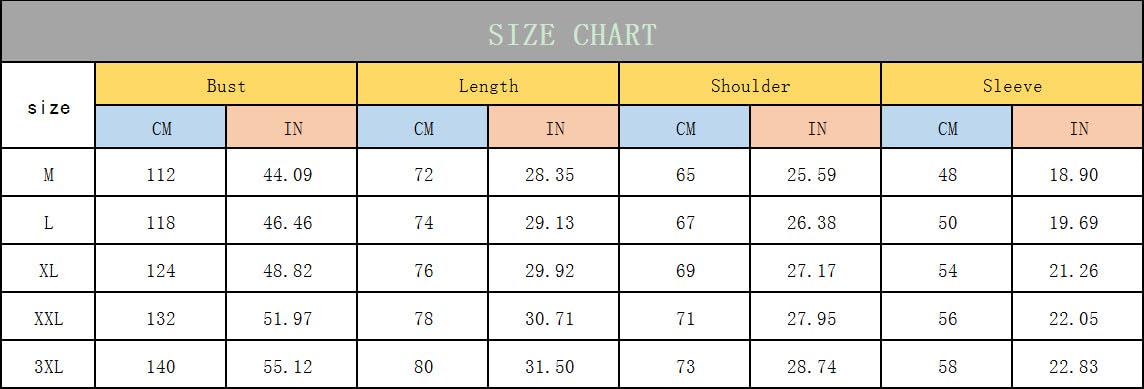 SIZE CHART
size Bust Length Shoulder Sleeve
CM IN CM IN CM IN CM IN
M 112 44.09 72 28.35 65 25.59 48 18.90
L 118 46.46 74 29.13 67 26.38 50 19.69
XL 124 48.82 76 29.92 69 27.17 54 21.26
XXL 132 51.97 78 30.71 71 27.95 56 22.05
3XL 140 55.12 80 31.50 73 28.74 58 22.83